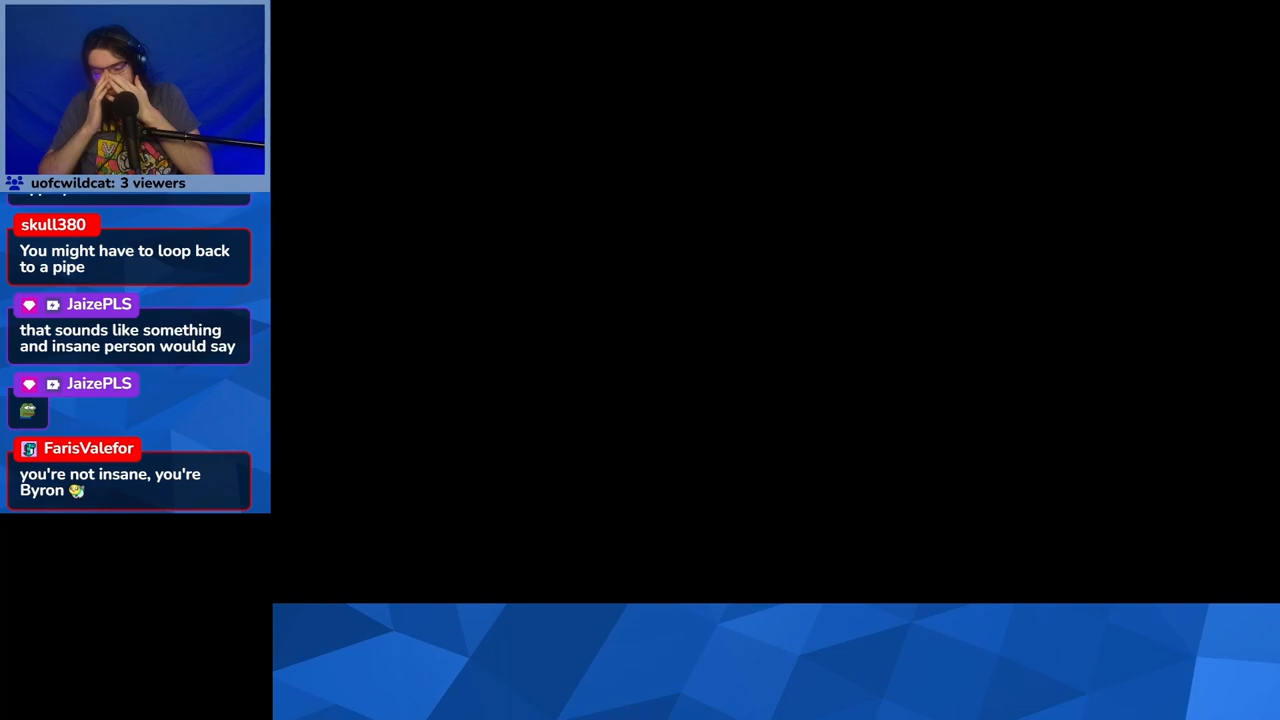 uofcwildcat: 3 viewers
skull380
You might have to loop back
to a pipe
JaizePLS
that sounds like something
and insane person would say
JaizePLS
FarisValefor
you're not insane, you're
Byron